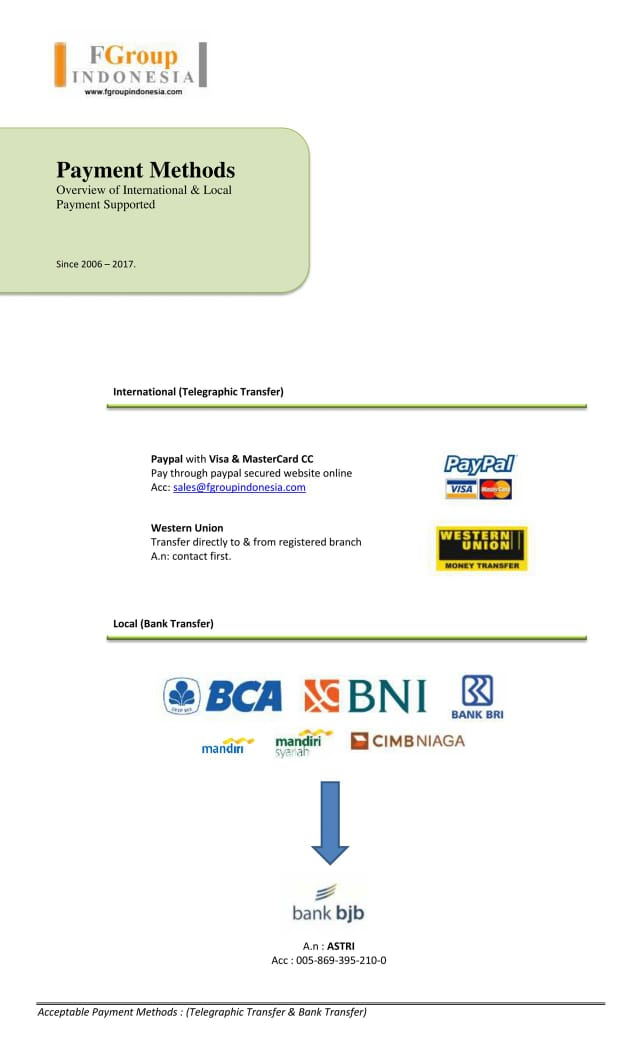 FGroup
INDONESIA
www.fgroupindonesia.com
Payment Methods
Overview of International & Local
Payment Supported
Since 2006 – 2017.
International (Telegraphic Transfer)
Paypal with Visa & MasterCard CC
Pay through paypal secured website online
Acc: sales@fgroupindonesia.com
PayPal
VISA MasterCard
Western Union
Transfer directly to & from registered branch
A.n: contact first.
WESTERN
UNION
MONEY TRANSFER
Local (Bank Transfer)
BCA
BNI
BANK BRI
mandiri
mandiri
syariah
CIMB NIAGA
bank bjb
A.n : ASTRI
Acc : 005-869-395-210-0
Acceptable Payment Methods : (Telegraphic Transfer & Bank Transfer)